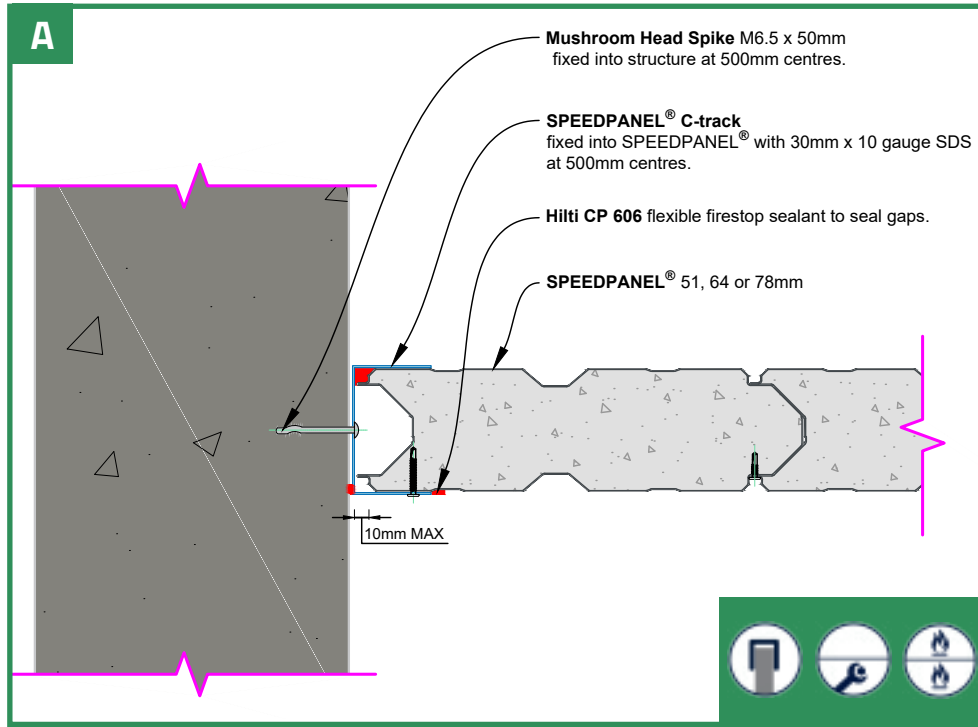 A
Mushroom Head Spike M6.5 x 50mm
fixed into structure at 500mm centres.
SPEEDPANEL® C-track
fixed into SPEEDPANEL® with 30mm x 10 gauge SDS
at 500mm centres.
Hilti CP 606 flexible firestop sealant to seal gaps.
SPEEDPANEL® 51, 64 or 78mm
10mm MAX